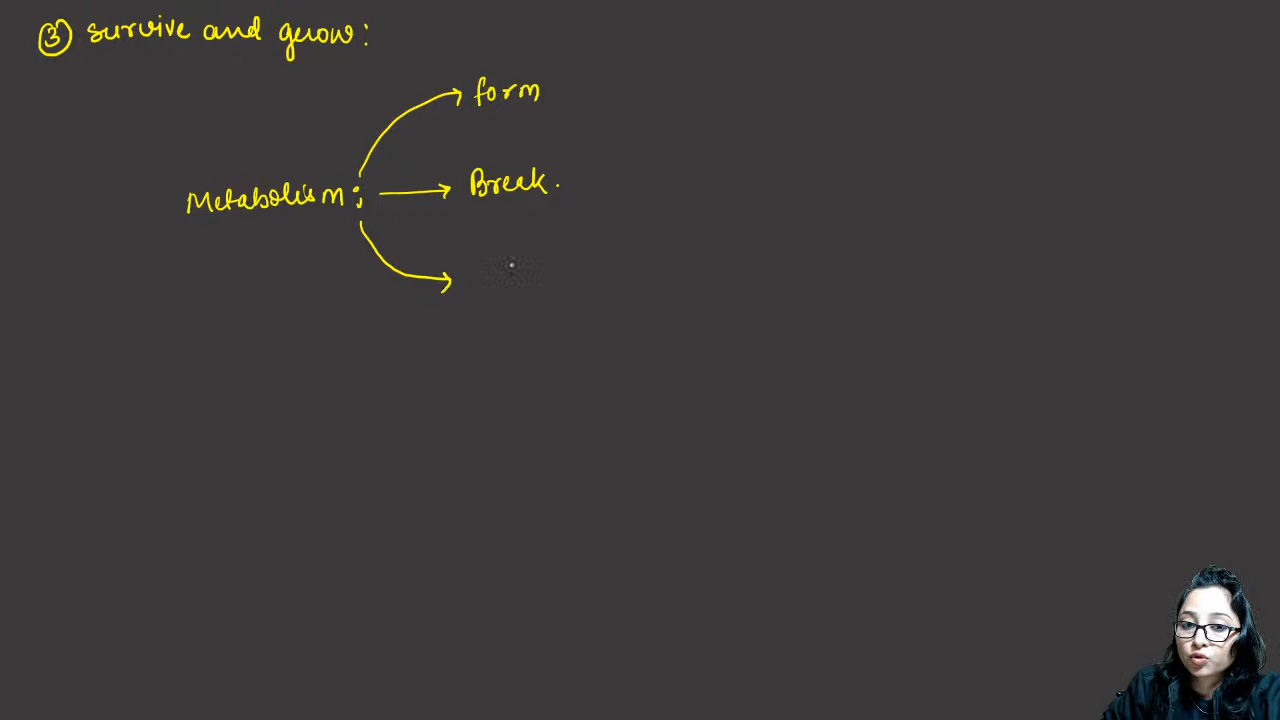 ③ survive and grow:
form
Metabolism:
Break.